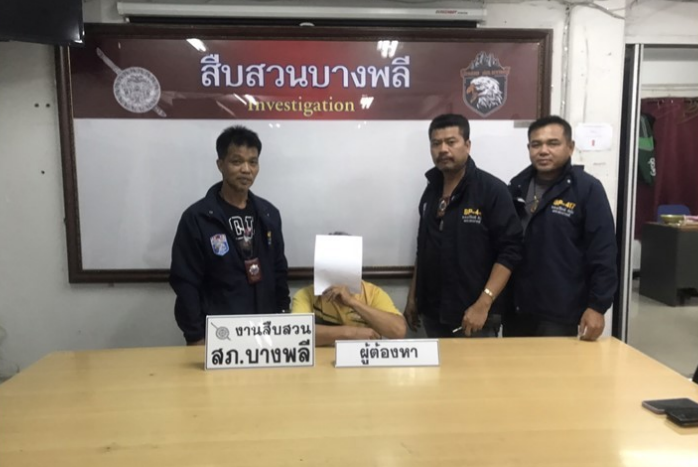 สืบสวนบางพลี
Investigation
งานสืบสวน
สภ.บางพลี
ผู้ต้องหา
Grab